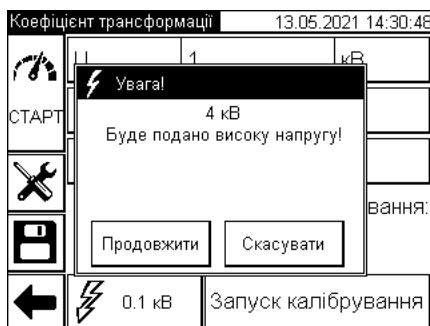 Коефіцієнт трансформації 13.05.2021 14:30:48
1
Увага!
СТАРТ
4 кВ
Буде подано високу напругу!
вання:
Продовжити Скасувати
0.1 кВ Запуск калібрування